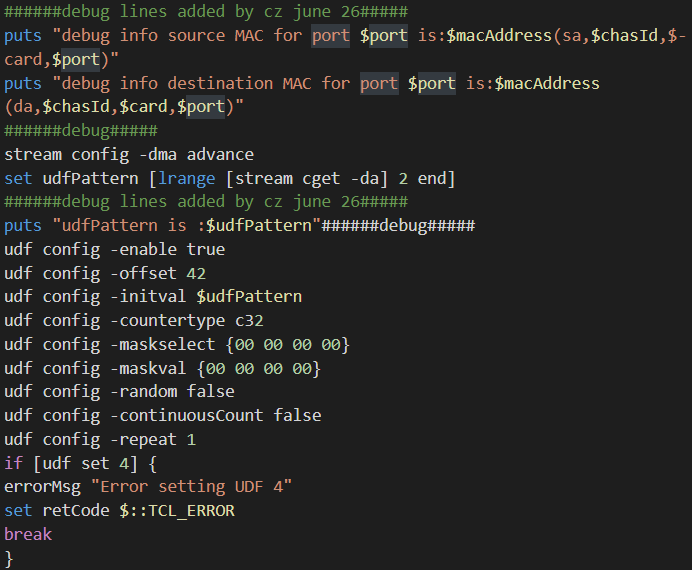 ######debug lines added by cz june 26#####
puts "debug info source MAC for port $port is:$macAddress(sa,$chasId,$-
card,$port)"
puts "debug info destination MAC for port $port is:$macAddress
(da,$chasId,$card,$port)"
######debug#####
stream config -dma advance
set udfPattern [lrange [stream cget -da] 2 end]
######debug lines added by cz june 26#####
puts "udfPattern is :$udfPattern"######debug#####
udf config -enable true
udf config -offset 42
udf config -initval $udfPattern
udf config -countertype c32
udf config -maskselect {00 00 00 00}
udf config -maskval {00 00 00 00}
udf config -random false
udf config -continuousCount false
udf config -repeat 1
if [udf set 4] {
errorMsg "Error setting UDF 4"
set retCode $::TCL_ERROR
break
}